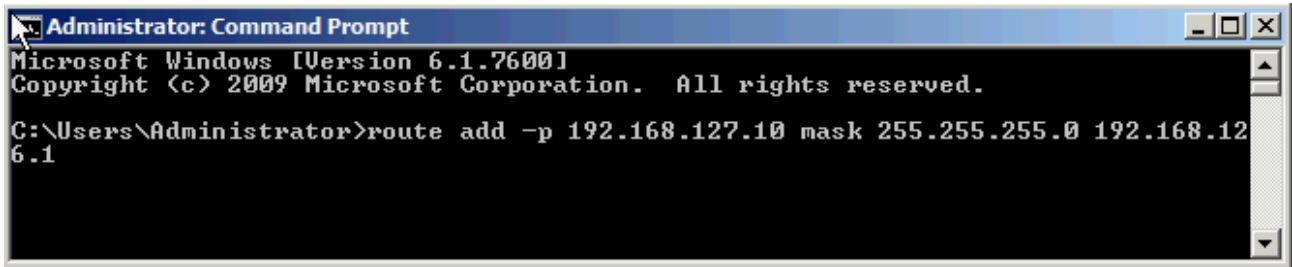 Administrator: Command Prompt
Microsoft Windows [Version 6.1.7600]
Copyright (c) 2009 Microsoft Corporation.  All rights reserved.
C:\Users\Administrator>route add -p 192.168.127.10 mask 255.255.255.0 192.168.12
6.1